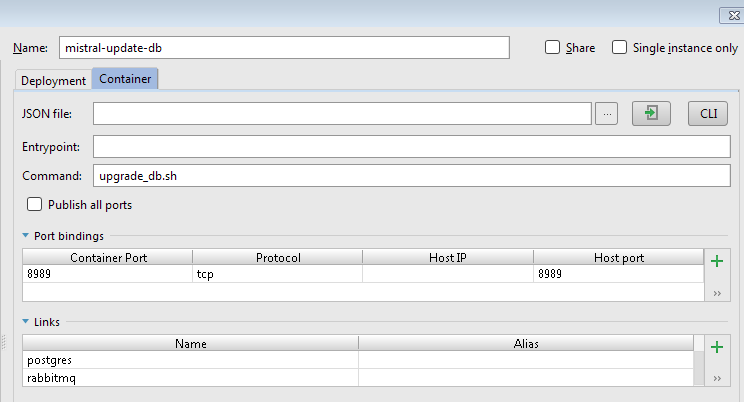 Name: mistral-update-db Share Single instance only
Deployment Container
JSON file: ... CLI
Entrypoint:
Command: upgrade_db.sh
Publish all ports
Port bindings
Container Port Protocol Host IP Host port
8989 tcp 8989
Links
Name Alias
postgres
rabbitmq